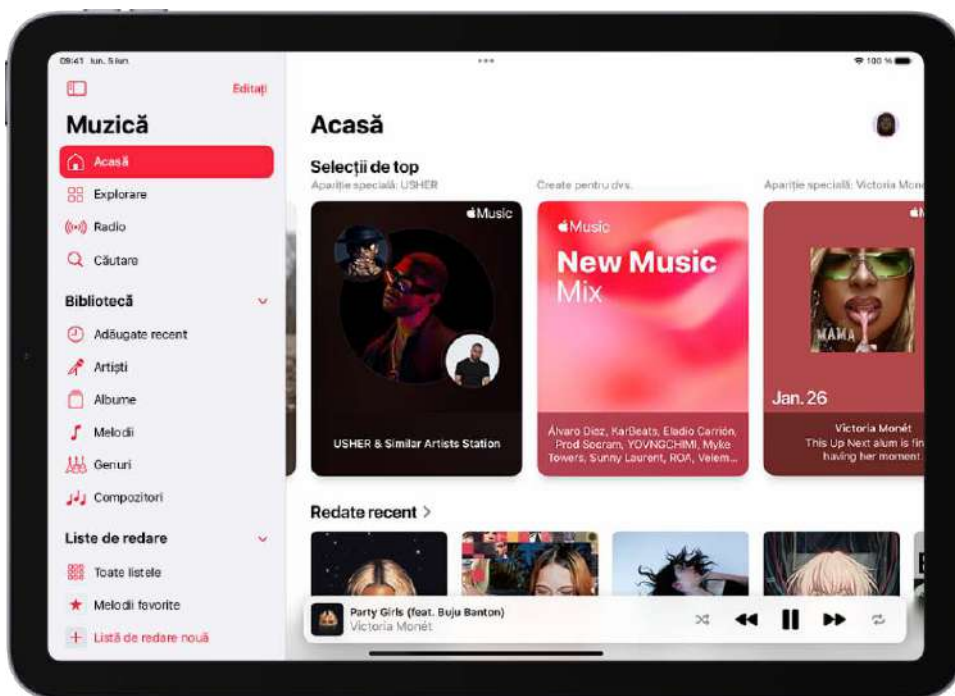 09:41 lun. 5 iun.
100 %
Editați
Muzică
Acasă
Explorare
Radio
Căutare
Bibliotecă
Adăugate recent
Artiști
Albume
Melodii
Genuri
Compozitori
Liste de redare
Toate listele
Melodii favorite
Listă de redare nouă
Acasă
Selecții de top
Apariție specială: USHER
Music
USHER & Similar Artists Station
Create pentru dvs.
Music
New Music
Mix
Álvaro Díaz, KarBeats, Eladio Carrión,
Prod Socram, YOVNGCHIMI, Myke
Towers, Sunny Laurent, ROA, Velem...
Apariție specială: Victoria Mon
MAMA
Jan. 26
Victoria Monét
This Up Next alum is fin
having her moment.
Redate recent >
Party Girls (feat. Buju Banton)
Victoria Monét